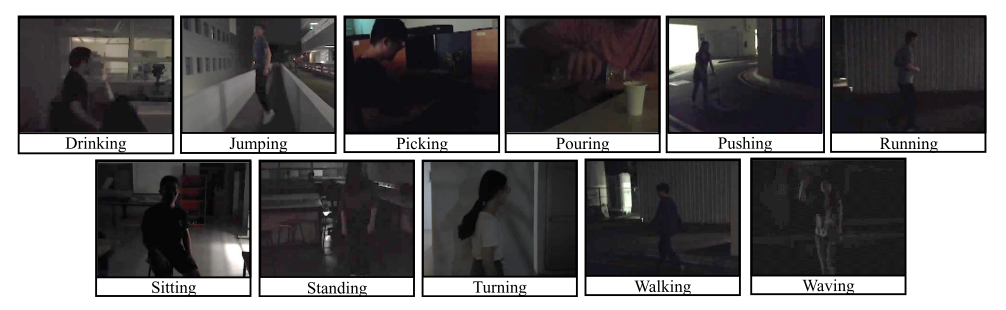 Drinking
Jumping
Picking
Pouring
Pushing
Running
Sitting
Standing
Turning
Walking
Waving